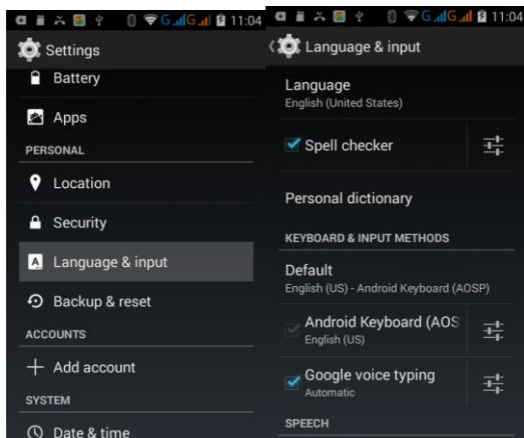 11:04
Settings
Battery
Apps
PERSONAL
Location
Security
Language & input
Backup & reset
ACCOUNTS
Add account
SYSTEM
Date & time
11:04
Language & input
Language
English (United States)
Spell checker
Personal dictionary
KEYBOARD & INPUT METHODS
Default
English (US) - Android Keyboard (AOSP)
Android Keyboard (AOS
English (US)
Google voice typing
Automatic
SPEECH